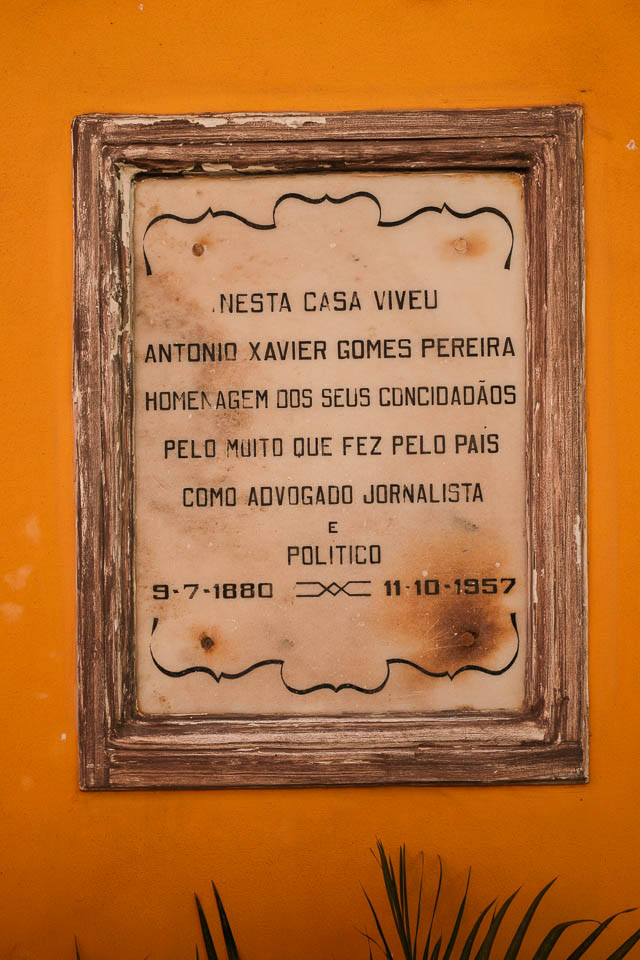 NESTA CASA VIVEU
ANTONIO XAVIER GOMES PEREIRA
HOMENAGEM DOS SEUS CONCIDADÃOS
PELO MUITO QUE FEZ PELO PAIS
COMO ADVOGADO JORNALISTA
E
POLITICO
9-7-1880 11-10-1957